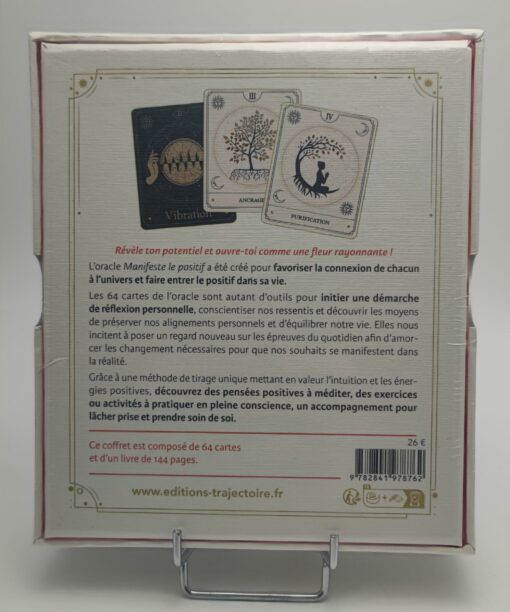 II
III
IV
Vibration
ANCRAGE
PURIFICATION
Révèle ton potentiel et ouvre-toi comme une fleur rayonnante !
L'oracle Manifeste le positif a été créé pour favoriser la connexion de chacun
à l'univers et faire entrer le positif dans sa vie.
Les 64 cartes de l'oracle sont autant d'outils pour initier une démarche
de réflexion personnelle, conscientiser nos ressentis et découvrir les moyens
de préserver nos alignements personnels et d'équilibrer notre vie. Elles nous
incitent à poser un regard nouveau sur les épreuves du quotidien afin d'amor-
cer les changement nécessaires pour que nos souhaits se manifestent dans
la réalité.
Grâce à une méthode de tirage unique mettant en valeur l'intuition et les éner-
gies positives, découvrez des pensées positives à méditer, des exercices
ou activités à pratiquer en pleine conscience, un accompagnement pour
lâcher prise et prendre soin de soi.
Ce coffret est composé de 64 cartes
et d'un livre de 144 pages.
26 €
9 782841 978762
www.editions-trajectoire.fr